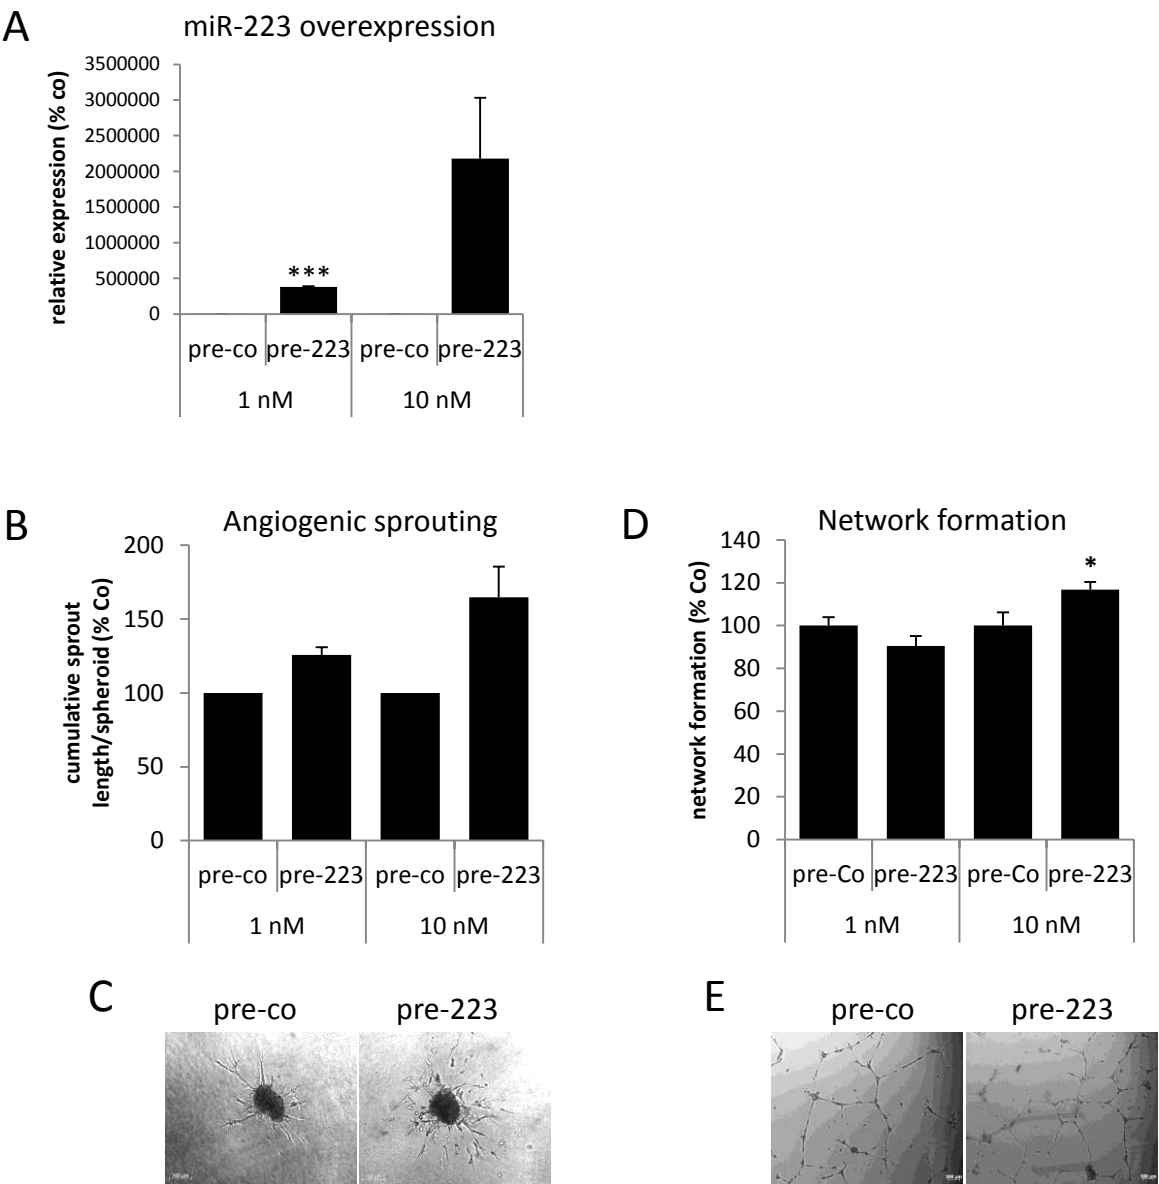 A
miR-223 overexpression
relative expression (% co)
3500000
3000000
2500000
2000000
1500000
1000000
500000
0
***
pre-co pre-223 pre-co pre-223
1 nM 10 nM
B
Angiogenic sprouting
cumulative sprout
length/spheroid (% Co)
200
150
100
50
0
pre-co pre-223 pre-co pre-223
1 nM 10 nM
D
Network formation
network formation (% Co)
140
120
100
80
60
40
20
0
*
pre-Co pre-223 pre-Co pre-223
1 nM 10 nM
C
pre-co pre-223
E
pre-co pre-223